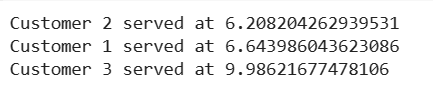 Customer 2 served at 6.208204262939531
Customer 1 served at 6.643986043623086
Customer 3 served at 9.98621677478106